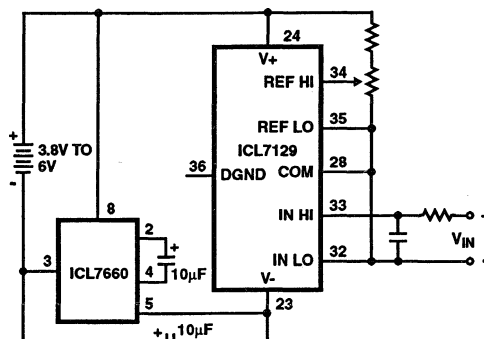 24
V+
REF HI
34
+
3.8V TO
6V
-
REF LO
35
ICL7129
36
DGND
COM
28
8
IN HI
33
2
+
VIN
3
ICL7660
4
10μF
IN LO
32
V-
5
23
+
10μF